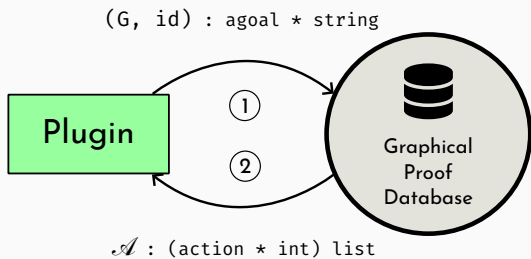 (G, id) : agoal * string
①
Plugin
②
Graphical
Proof
Database
𝒜 : (action * int) list